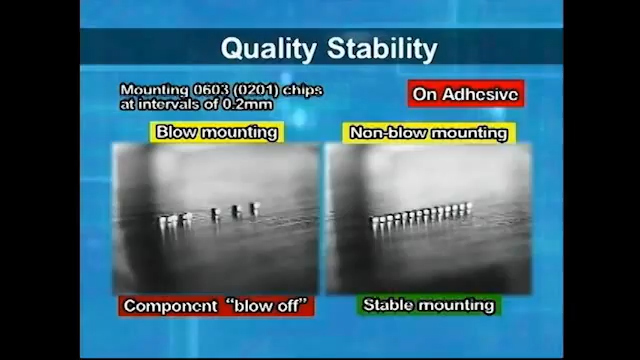 Quality Stability
Mounting 0603 (0201) chips
at intervals of 0.2mm
On Adhesive
Blow mounting
Non-blow mounting
Component “blow off”
Stable mounting